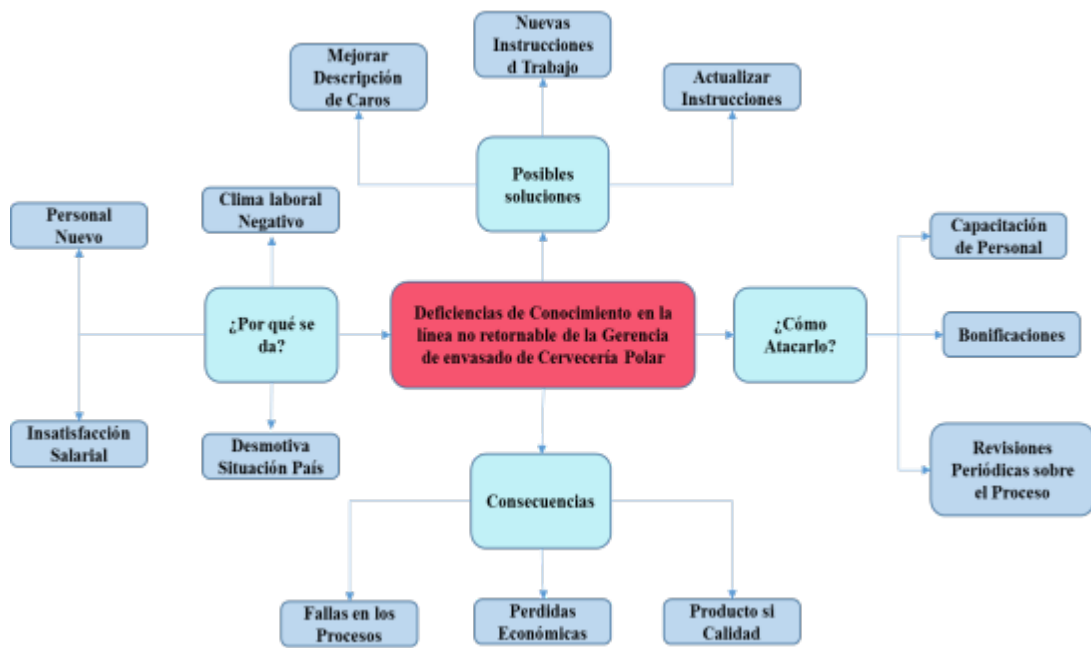 Nuevas
Instrucciones
d Trabajo
Mejorar
Descripción
de Caros
Actualizar
Instrucciones
Posibles
soluciones
Personal
Nuevo
Clima laboral
Negativo
Capacitación
de Personal
¿Por qué se
da?
Deficiencias de Conocimiento en la
línea no retornable de la Gerencia
de envasado de Cervecería Polar
¿Cómo
Atacarlo?
Bonificaciones
Insatisfacción
Salarial
Desmotiva
Situación País
Revisiones
Periódicas sobre
el Proceso
Consecuencias
Fallas en los
Procesos
Perdidas
Económicas
Producto si
Calidad